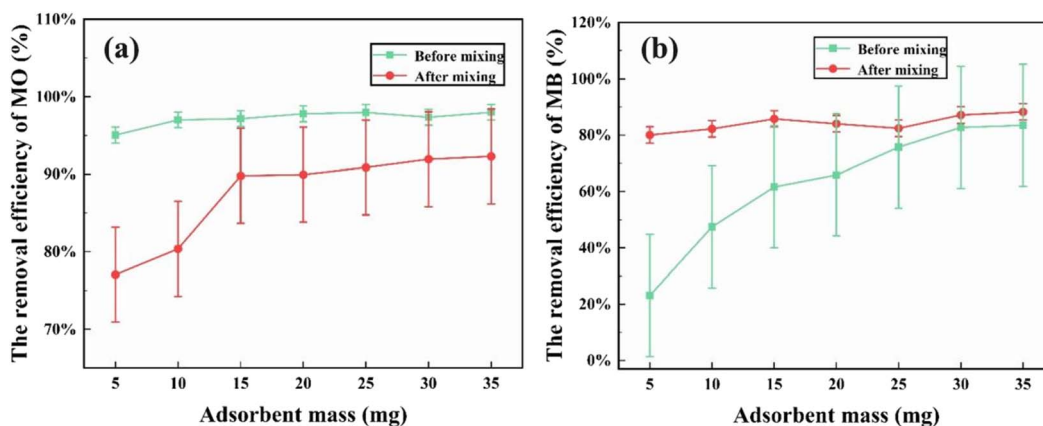 (a)
Before mixing
After mixing
The removal efficiency of MO (%)
110%
100%
90%
80%
70%
5 10 15 20 25 30 35
Adsorbent mass (mg)
(b)
Before mixing
After mixing
The removal efficiency of MB (%)
120%
100%
80%
60%
40%
20%
0%
5 10 15 20 25 30 35
Adsorbent mass (mg)